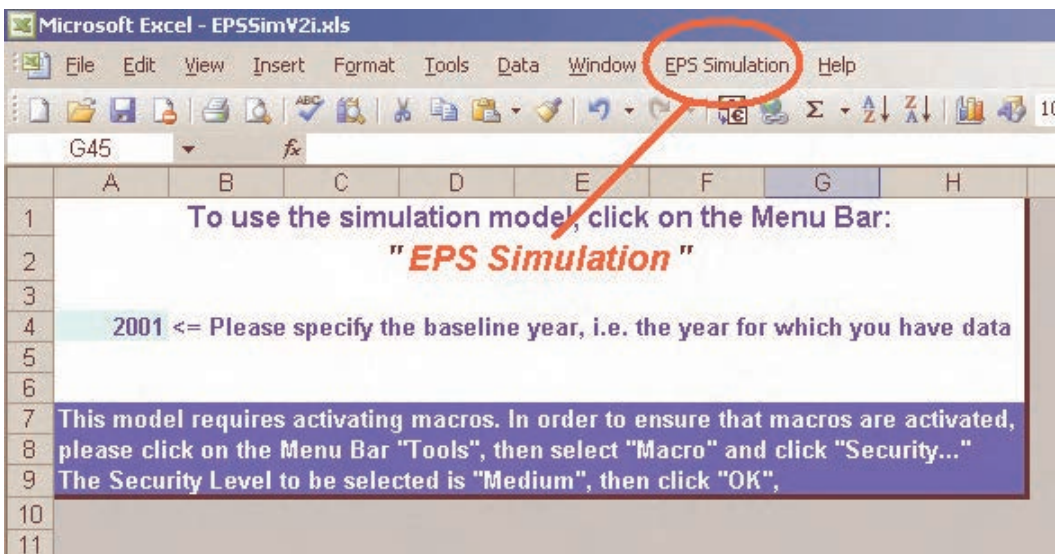 Microsoft Excel - EPSSimV2i.xls
File Edit View Insert Format Tools Data Window EPS Simulation Help
ABC Σ A Z Z A 10
G45 fx
A B C D E F G H
1 To use the simulation model, click on the Menu Bar:
2 "EPS Simulation"
3
4 2001 <= Please specify the baseline year, i.e. the year for which you have data
5
6
7 This model requires activating macros. In order to ensure that macros are activated,
8 please click on the Menu Bar "Tools", then select "Macro" and click "Security..."
9 The Security Level to be selected is "Medium", then click "OK",
10
11